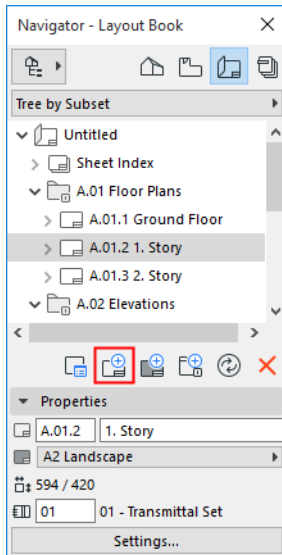 Navigator - Layout Book
Tree by Subset
Untitled
Sheet Index
A.01 Floor Plans
A.01.1 Ground Floor
A.01.2 1. Story
A.01.3 2. Story
A.02 Elevations
Properties
A.01.2 1. Story
A2 Landscape
594 / 420
01 01 - Transmittal Set
Settings...